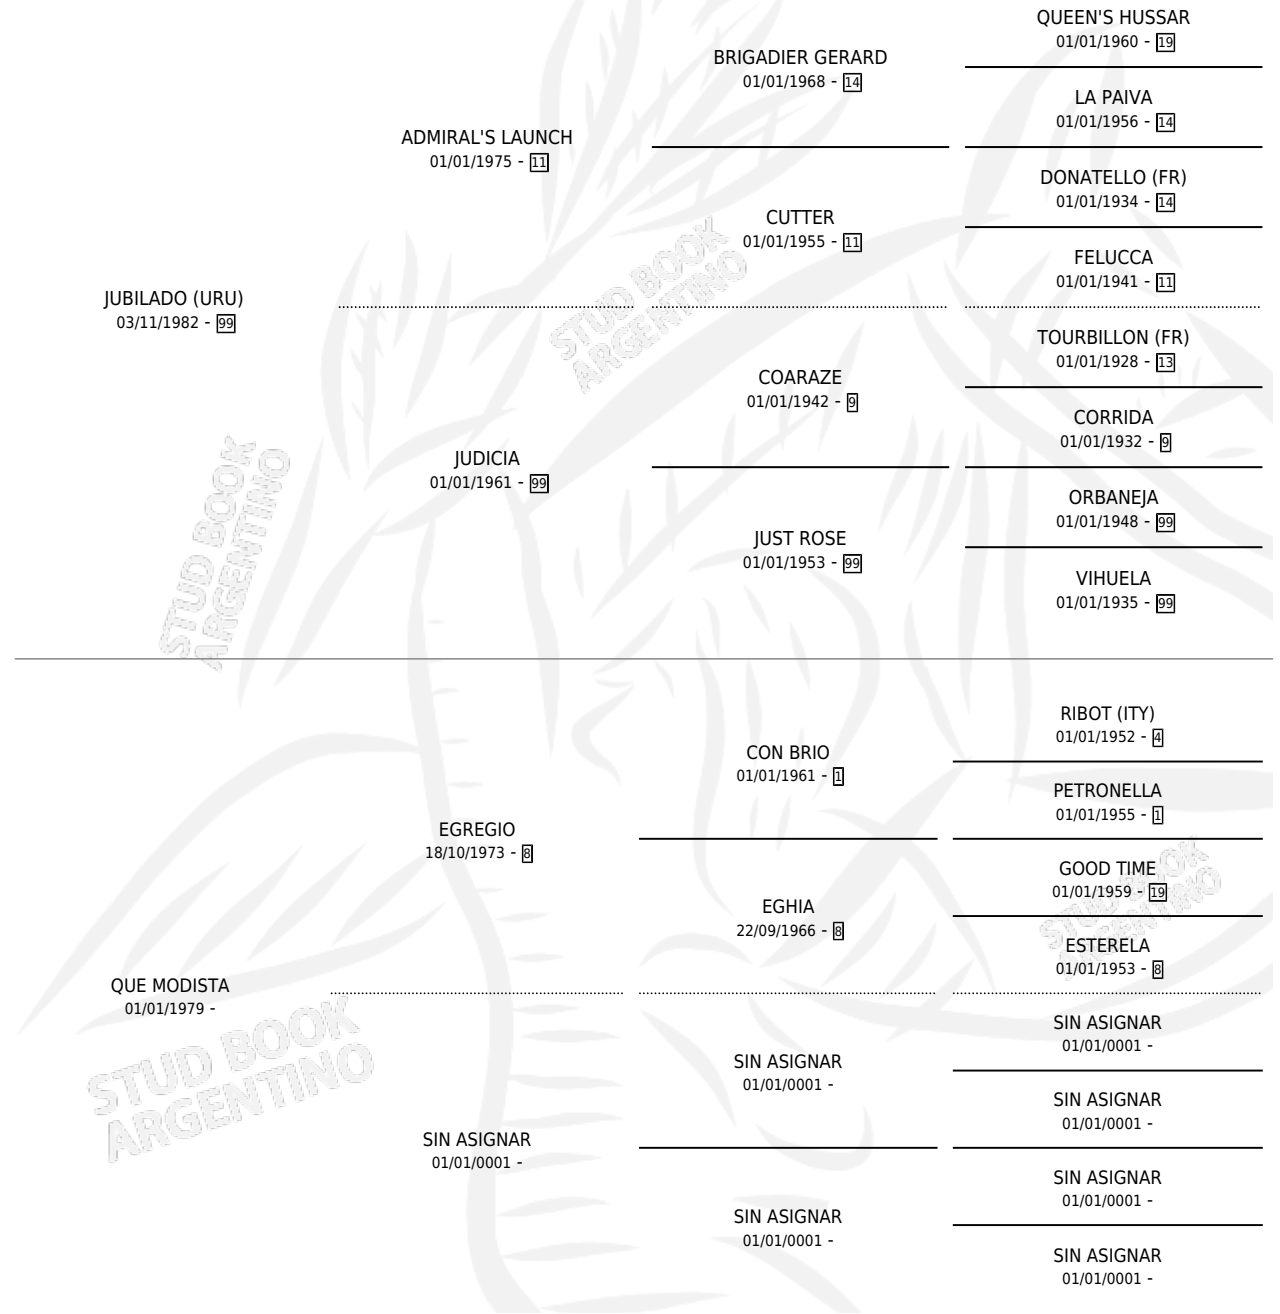 QUEEN'S HUSSAR
01/01/1960 - 19
BRIGADIER GERARD
01/01/1968 - 14
LA PAIVA
01/01/1956 - 14
ADMIRAL'S LAUNCH
01/01/1975 - 11
DONATELLO (FR)
01/01/1934 - 14
CUTTER
01/01/1955 - 11
FELUCCA
01/01/1941 - 11
JUBILADO (URU)
03/11/1982 - 99
STUD BOOK
ARGENTINO
TOURBILLON (FR)
01/01/1928 - 13
COARAZE
01/01/1942 - 9
CORRIDA
01/01/1932 - 9
JUDICIA
01/01/1961 - 99
ORBANEJA
01/01/1948 - 99
JUST ROSE
01/01/1953 - 99
VIHUELA
01/01/1935 - 99
STUD BOOK
ARGENTINO
RIBOT (ITY)
01/01/1952 - 4
CON BRIO
01/01/1961 - 1
PETRONELLA
01/01/1955 - 1
EGREGIO
18/10/1973 - 8
GOOD TIME
01/01/1959 - 19
EGHIA
22/09/1966 - 8
STUD BOOK
ARGENTINO
ESTERELA
01/01/1953 - 8
QUE MODISTA
01/01/1979 -
SIN ASIGNAR
01/01/0001 -
SIN ASIGNAR
01/01/0001 -
STUD BOOK
ARGENTINO
SIN ASIGNAR
01/01/0001 -
SIN ASIGNAR
01/01/0001 -
SIN ASIGNAR
01/01/0001 -
SIN ASIGNAR
01/01/0001 -
SIN ASIGNAR
01/01/0001 -